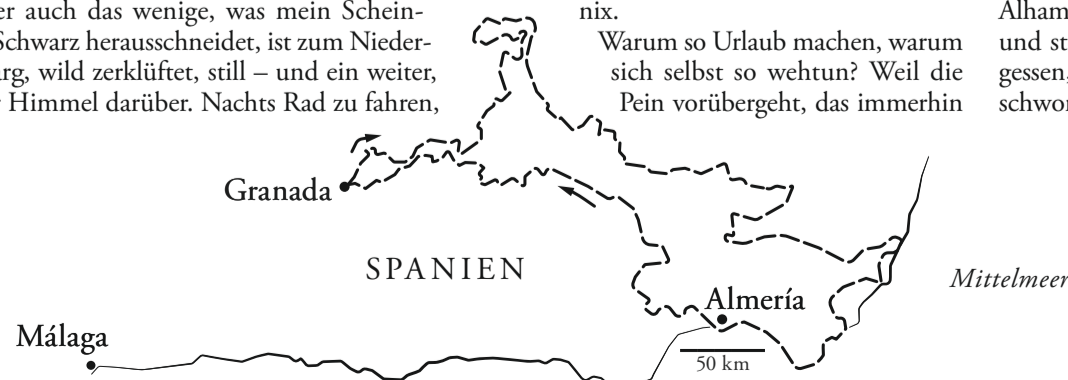 er auch das wenige, was mein Schein-
Schwarz herausschneidet, ist zum Nieder-
arg, wild zerklüftet, still – und ein weiter,
r Himmel darüber. Nachts Rad zu fahren,
nix.
Warum so Urlaub machen, warum
sich selbst so wehtun? Weil die
Pein vorübergeht, das immerhin
Alham
und st
gessen,
schwor
Granada
SPANIEN
Mittelmeer
Almería
Málaga
50 km